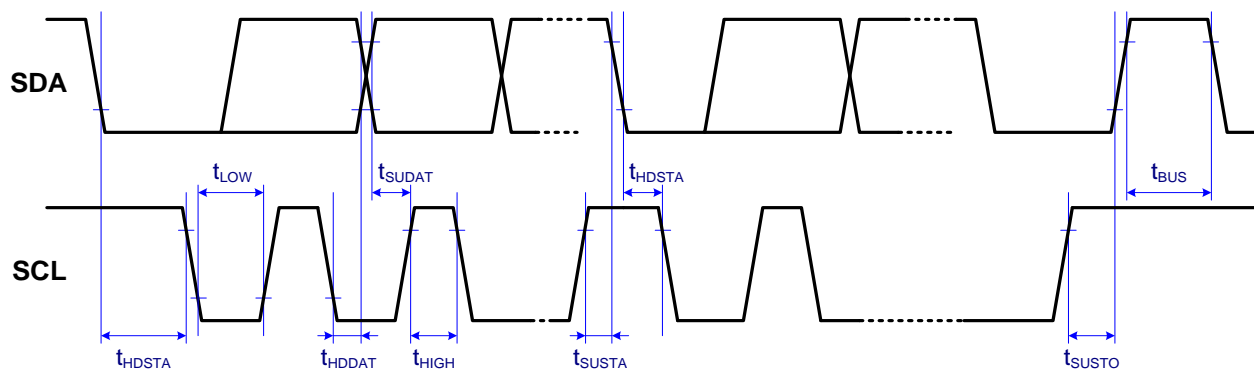 SDA
tLOW
tSUDAT
tHDSTA
tBUS
SCL
tHDSTA
tHDDAT
tHIGH
tSUSTA
tSUSTO